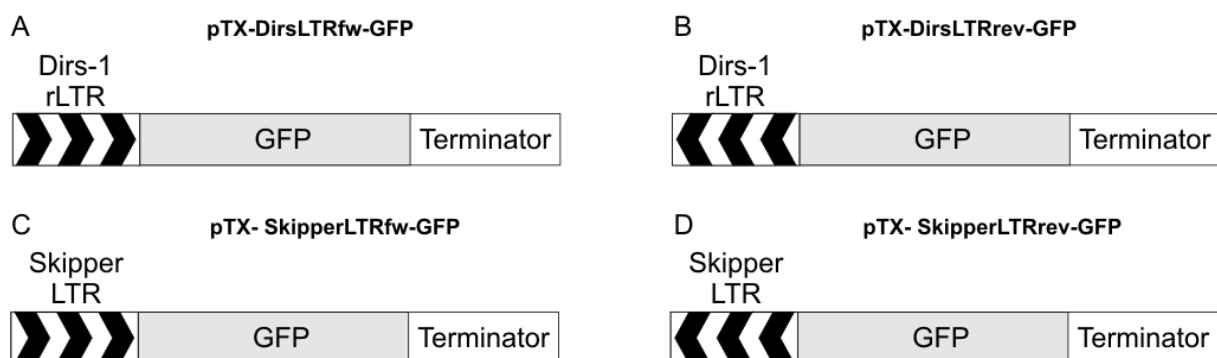 A
pTX-DirsLTRfw-GFP
Dirs-1
rLTR
GFP
Terminator
B
pTX-DirsLTRrev-GFP
Dirs-1
rLTR
GFP
Terminator
C
pTX- SkipperLTRfw-GFP
Skipper
LTR
GFP
Terminator
D
pTX- SkipperLTRrev-GFP
Skipper
LTR
GFP
Terminator